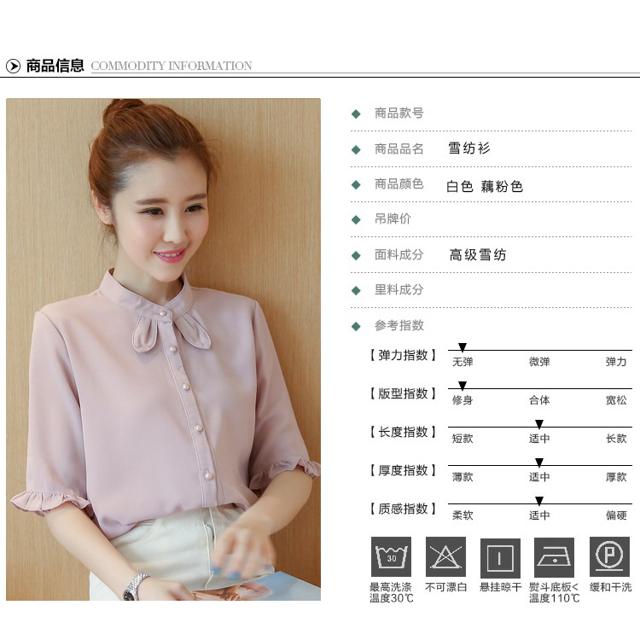 商品信息 COMMODITY INFORMATION
商品款号
商品品名 雪纺衫
商品颜色 白色 藕粉色
吊牌价
面料成分 高级雪纺
里料成分
参考指数
【弹力指数】 无弹 微弹 弹力
【版型指数】 修身 合体 宽松
【长度指数】 短款 适中 长款
【厚度指数】 薄款 适中 厚款
【质感指数】 柔软 适中 偏硬
30 P
最高洗涤 不可漂白 悬挂晾干 熨斗底板< 缓和干洗
温度30℃ 温度110℃